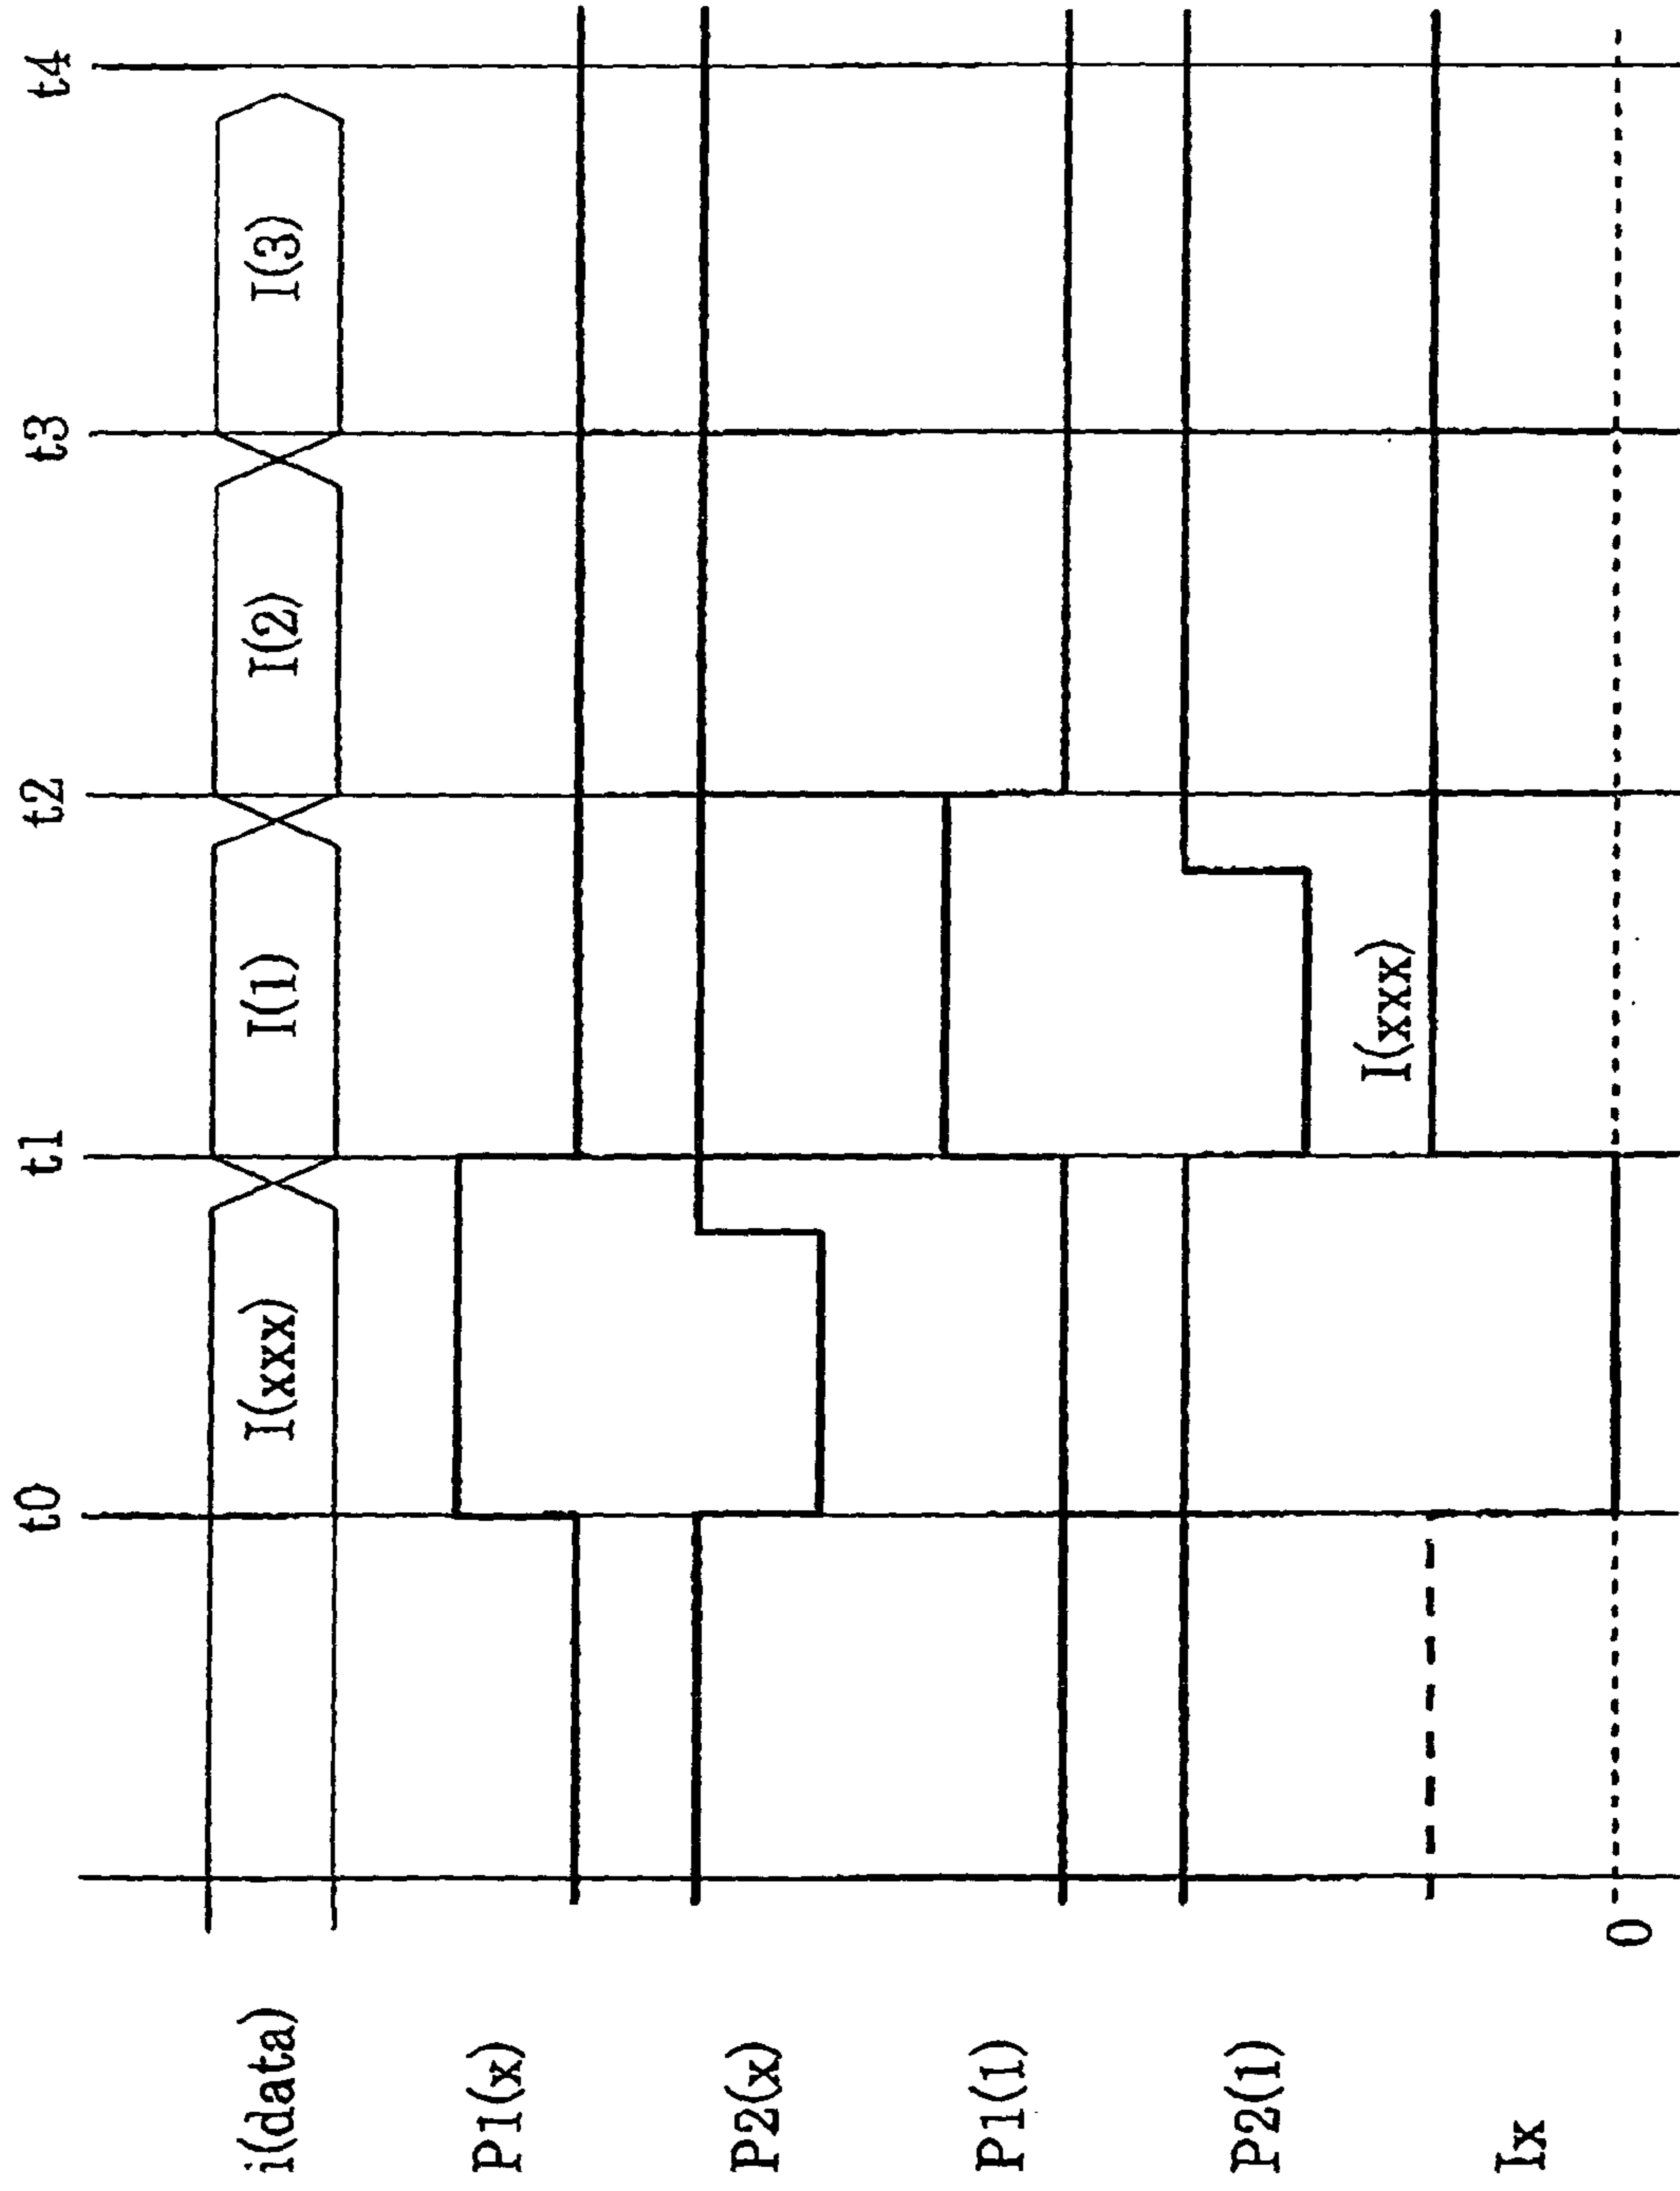 t0 t1 t2 t3 t4
i(data) I(xxx) I(1) I(2) I(3)
P1(x)
P2(x)
P1(1)
P2(1)
I(xxx)
Ix
0